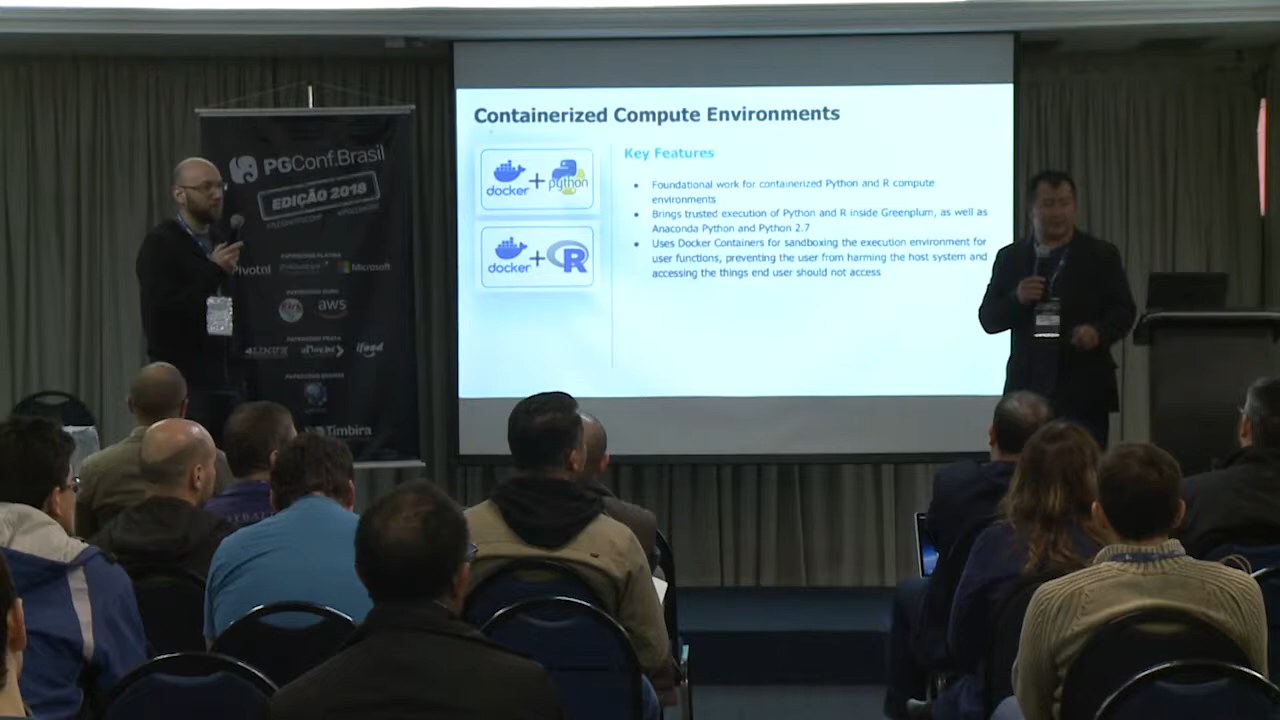 Containerized Compute Environments
Key Features
docker + python
docker + R
• Foundational work for containerized Python and R compute
environments
• Brings trusted execution of Python and R inside Greenplum, as well as
Anaconda Python and Python 2.7
• Uses Docker Containers for sandboxing the execution environment for
user functions, preventing the user from harming the host system and
accessing the things end user should not access
PGConf.Brasil
EDIÇÃO 2018
Pivotal
Microsoft
aws
4LINUX
ifood
Timbira